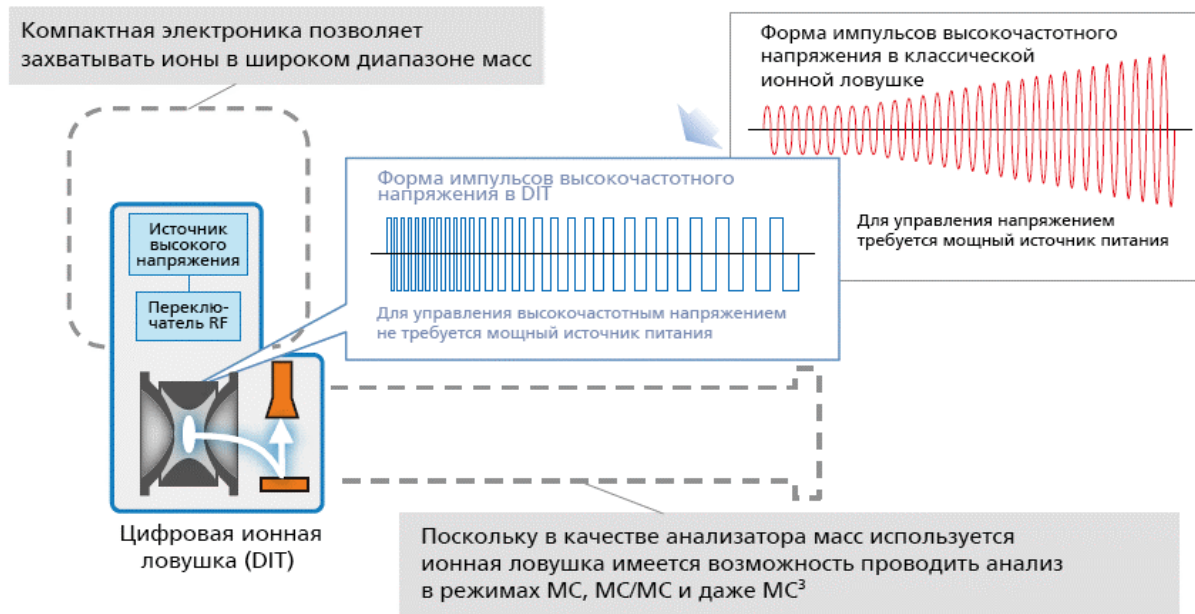 Компактная электроника позволяет
захватывать ионы в широком диапазоне масс
Форма импульсов высокочастотного
напряжения в классической
ионной ловушке
Для управления напряжением
требуется мощный источник питания
Форма импульсов высокочастотного
напряжения в DIT
Для управления высокочастотным напряжением
не требуется мощный источник питания
Источник
высокого
напряжения
Переклю-
чатель RF
Цифровая ионная
ловушка (DIT)
Поскольку в качестве анализатора масс используется
ионная ловушка имеется возможность проводить анализ
в режимах МС, МС/МС и даже МС³